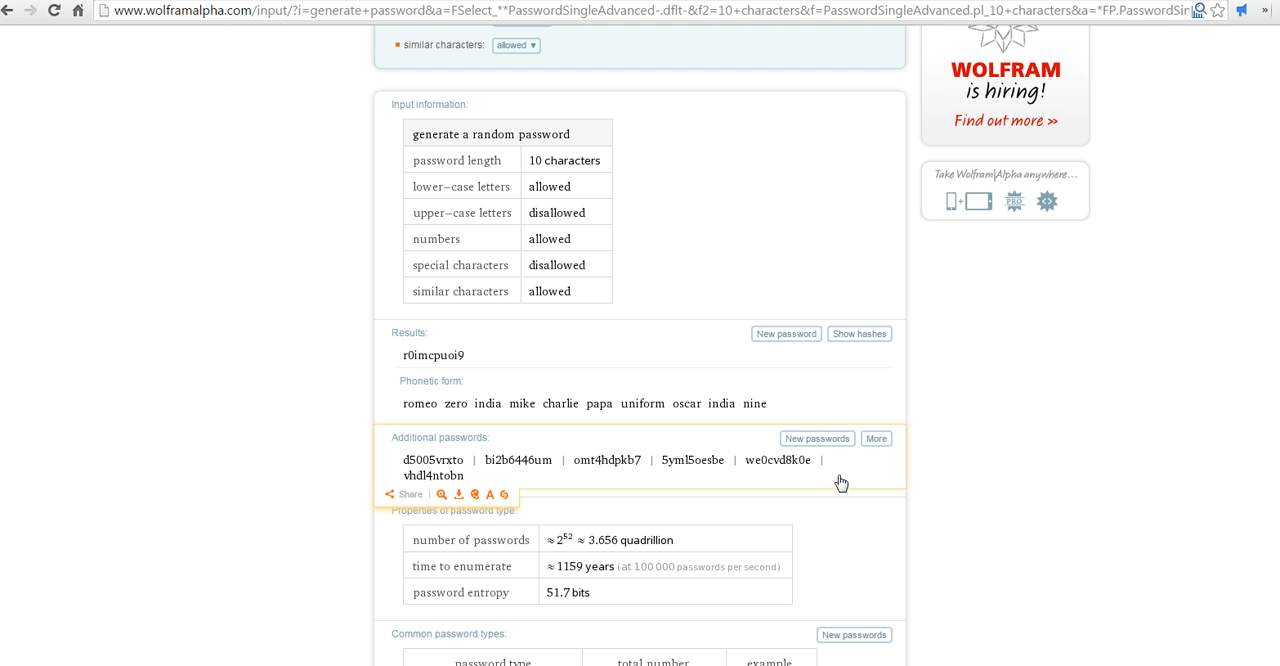 www.wolframalpha.com/input/?i=generate+password&a=FSelect_**PasswordSingleAdvanced-.dflt-&f2=10+characters&f=PasswordSingleAdvanced.pl_10+characters&a=*FP.PasswordSin
»
similar characters: allowed ▾
WOLFRAM
is hiring!
Find out more »
Take Wolfram|Alpha anywhere...
PRO
Input information:
generate a random password
password length 10 characters
lower-case letters allowed
upper-case letters disallowed
numbers allowed
special characters disallowed
similar characters allowed
Results: New password Show hashes
r0imcpuoi9
Phonetic form:
romeo zero india mike charlie papa uniform oscar india nine
Additional passwords: New passwords More
d5005vrxto | bi2b6446um | omt4hdpkb7 | 5yml5oesbe | we0cvd8k0e |
vhdl4ntobn
Share | A
Properties of password type:
number of passwords ≈ 2^52 ≈ 3.656 quadrillion
time to enumerate ≈ 1159 years (at 100 000 passwords per second)
password entropy 51.7 bits
Common password types: New passwords
password type total number example